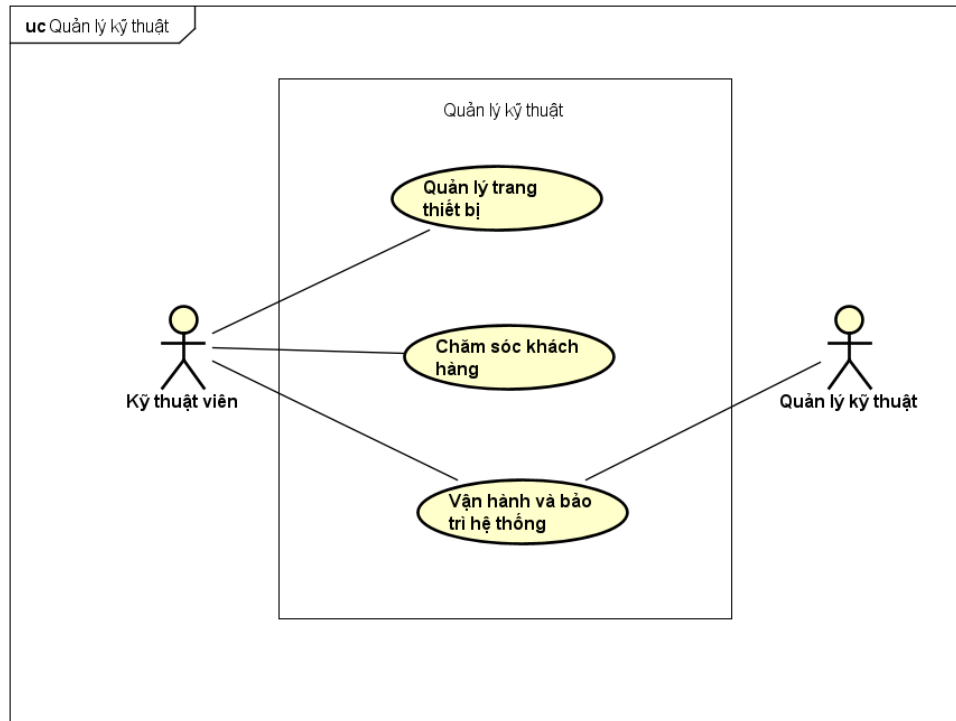 uc Quản lý kỹ thuật
Quản lý kỹ thuật
Quản lý trang
thiết bị
Chăm sóc khách
hàng
Kỹ thuật viên
Quản lý kỹ thuật
Vận hành và bảo
trì hệ thống